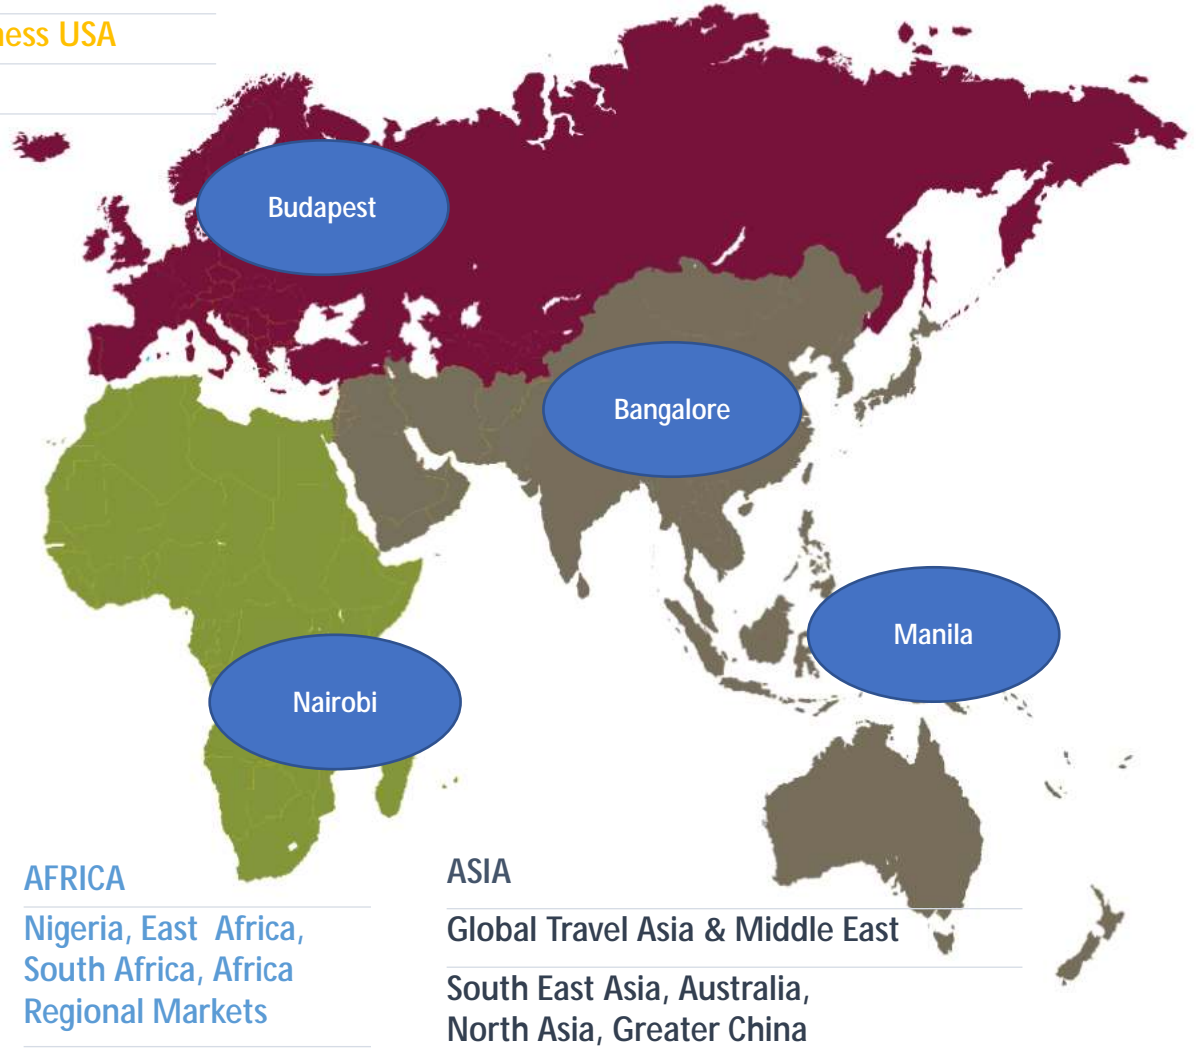 ness USA
Budapest
Bangalore
Manila
Nairobi
AFRICA
Nigeria, East Africa,
South Africa, Africa
Regional Markets
ASIA
Global Travel Asia & Middle East
South East Asia, Australia,
North Asia, Greater China